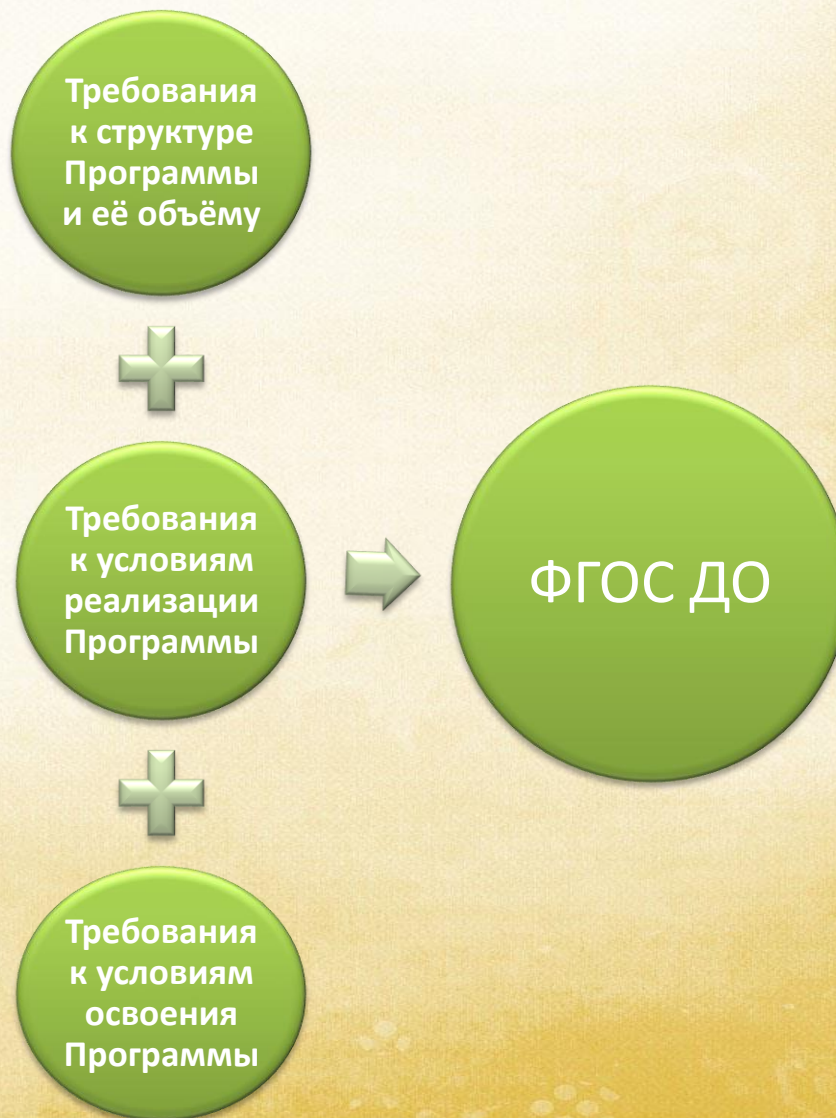 Требования
к структуре
Программы
и её объёму
Требования
к условиям
реализации
Программы
ФГОС ДО
Требования
к условиям
освоения
Программы